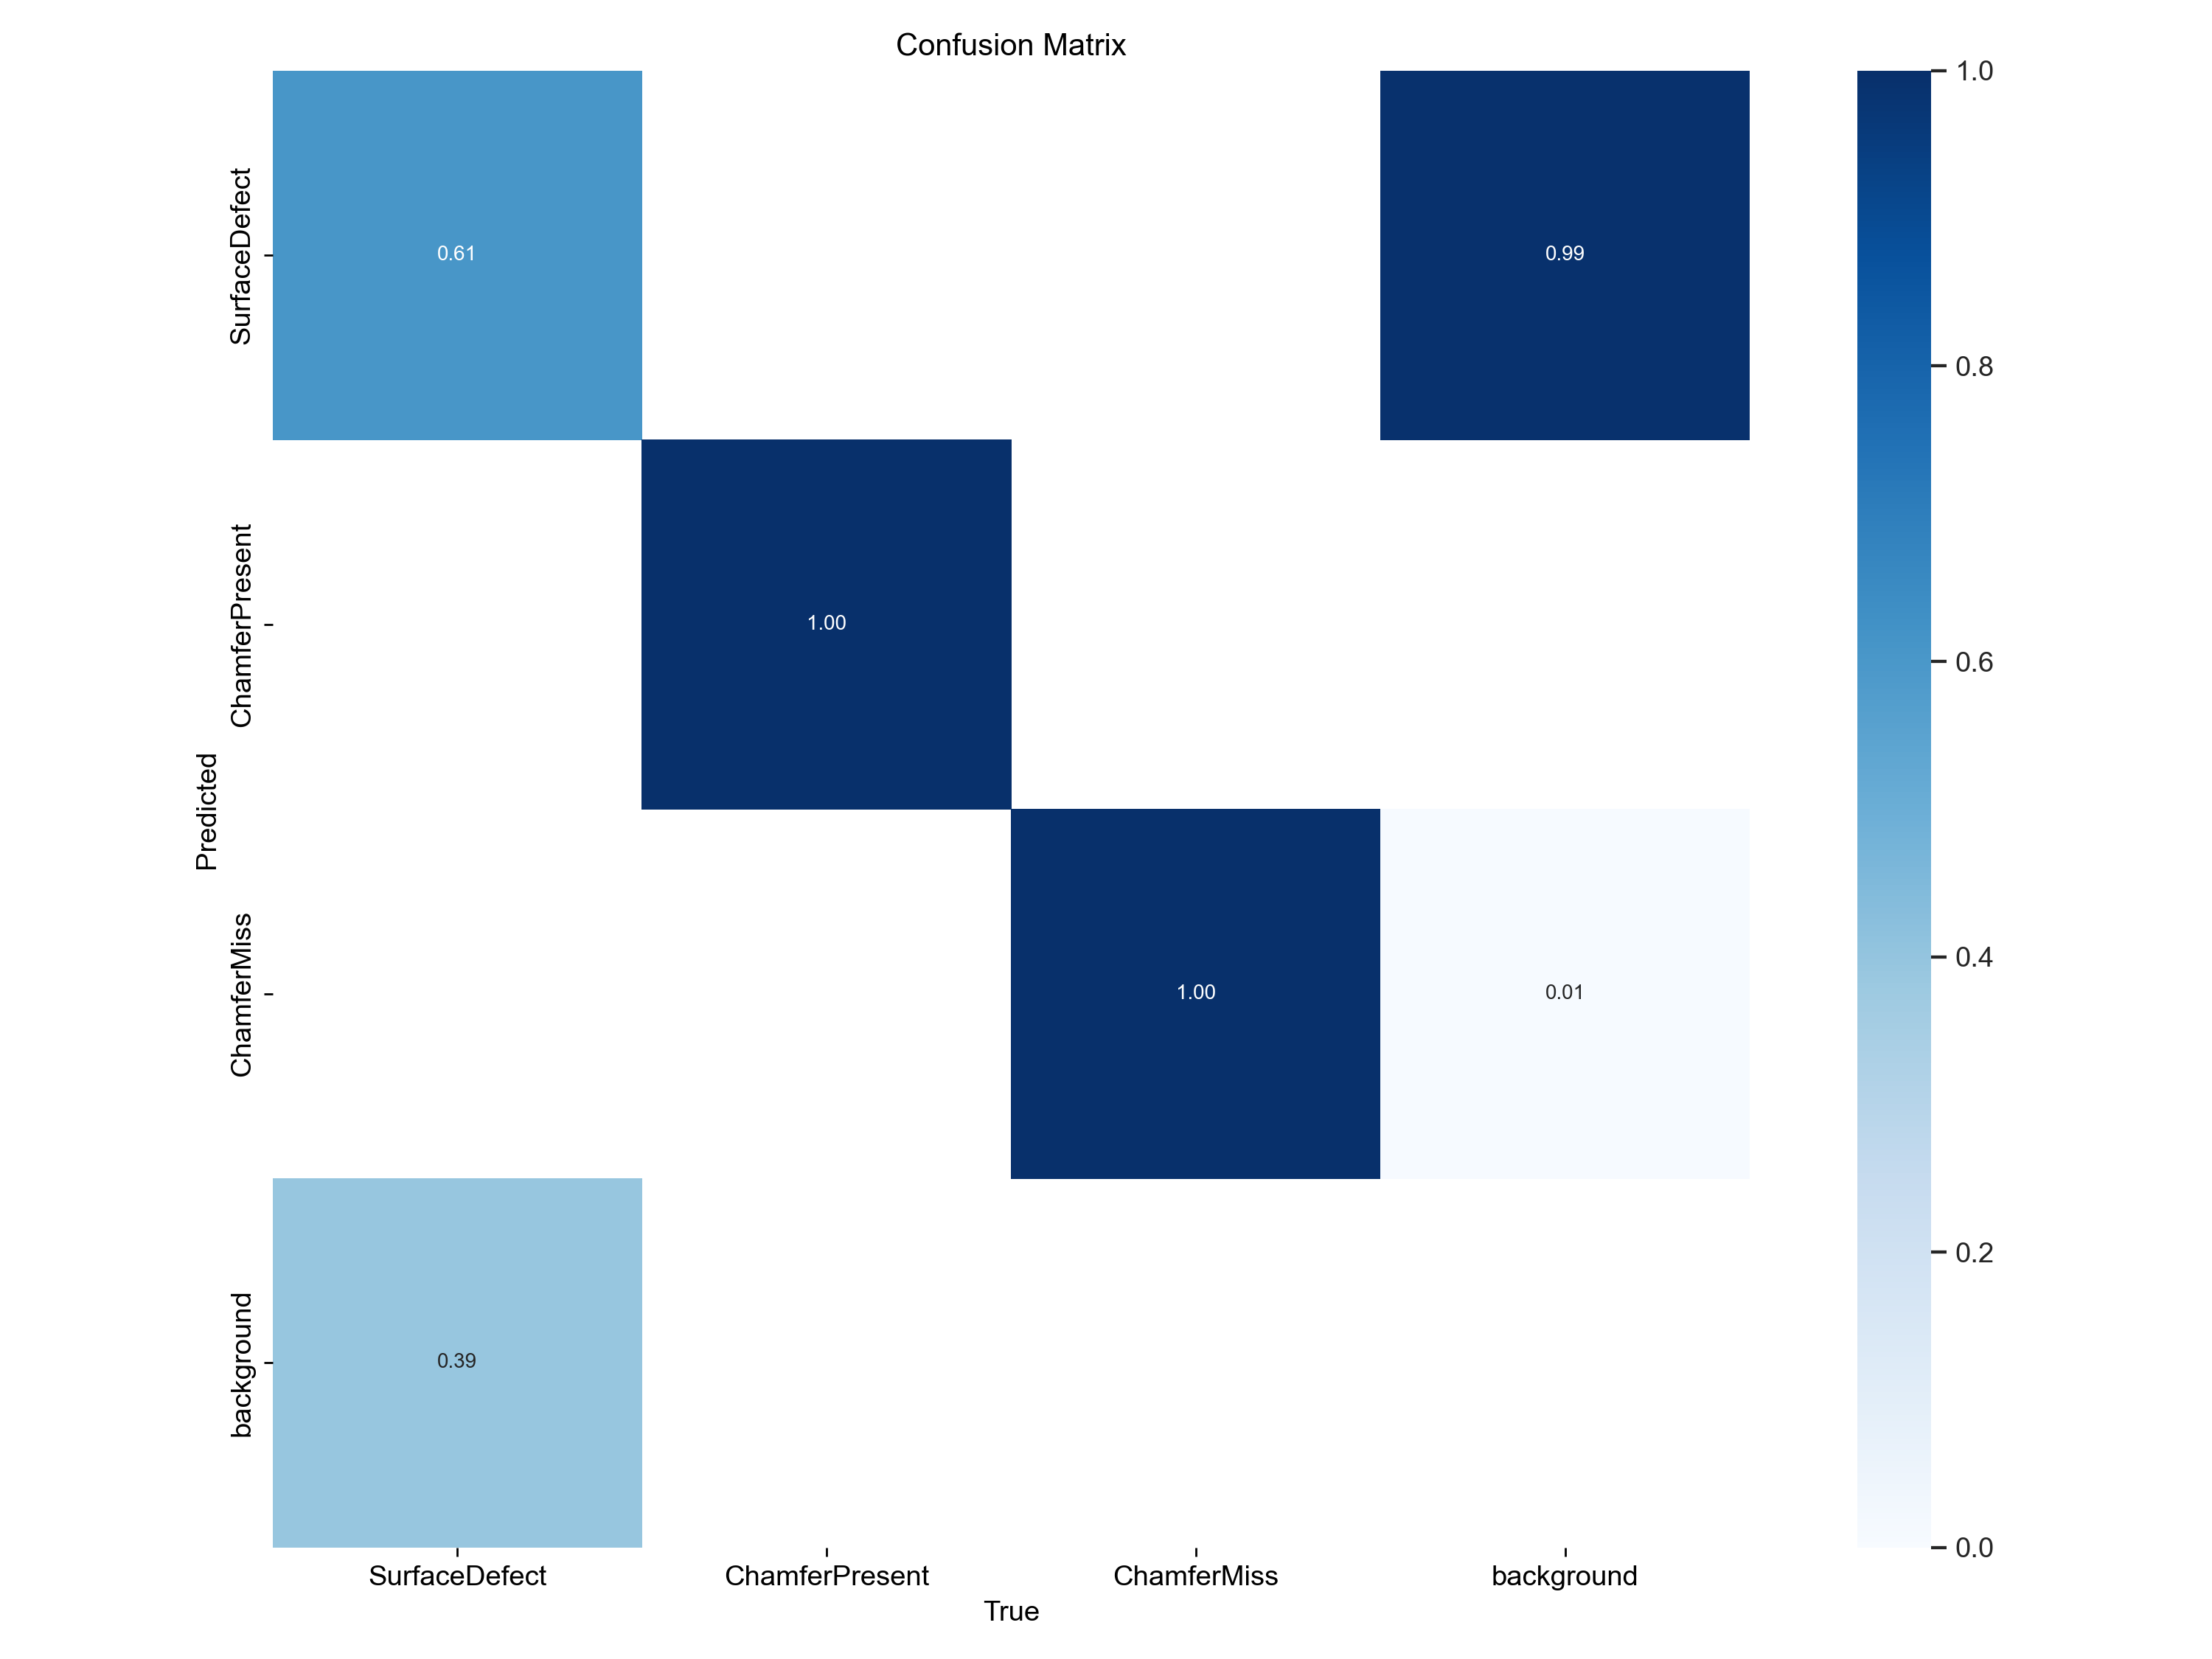 Confusion Matrix
SurfaceDefect
ChamferPresent
ChamferMiss
background
Predicted
0.61
0.99
1.00
1.00
0.01
0.39
SurfaceDefect
ChamferPresent
ChamferMiss
background
True
1.0
0.8
0.6
0.4
0.2
0.0